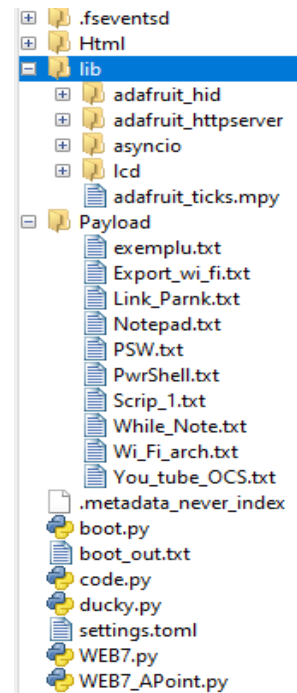 .fseventsd
Html
lib
adafruit_hid
adafruit_httpserver
asyncio
lcd
adafruit_ticks.mpy
Payload
exemplu.txt
Export_wi_fi.txt
Link_Parnk.txt
Notepad.txt
PSW.txt
PwrShell.txt
Scrip_1.txt
While_Note.txt
Wi_Fi_arch.txt
You_tube_OCS.txt
.metadata_never_index
boot.py
boot_out.txt
code.py
ducky.py
settings.toml
WEB7.py
WEB7_APoint.py